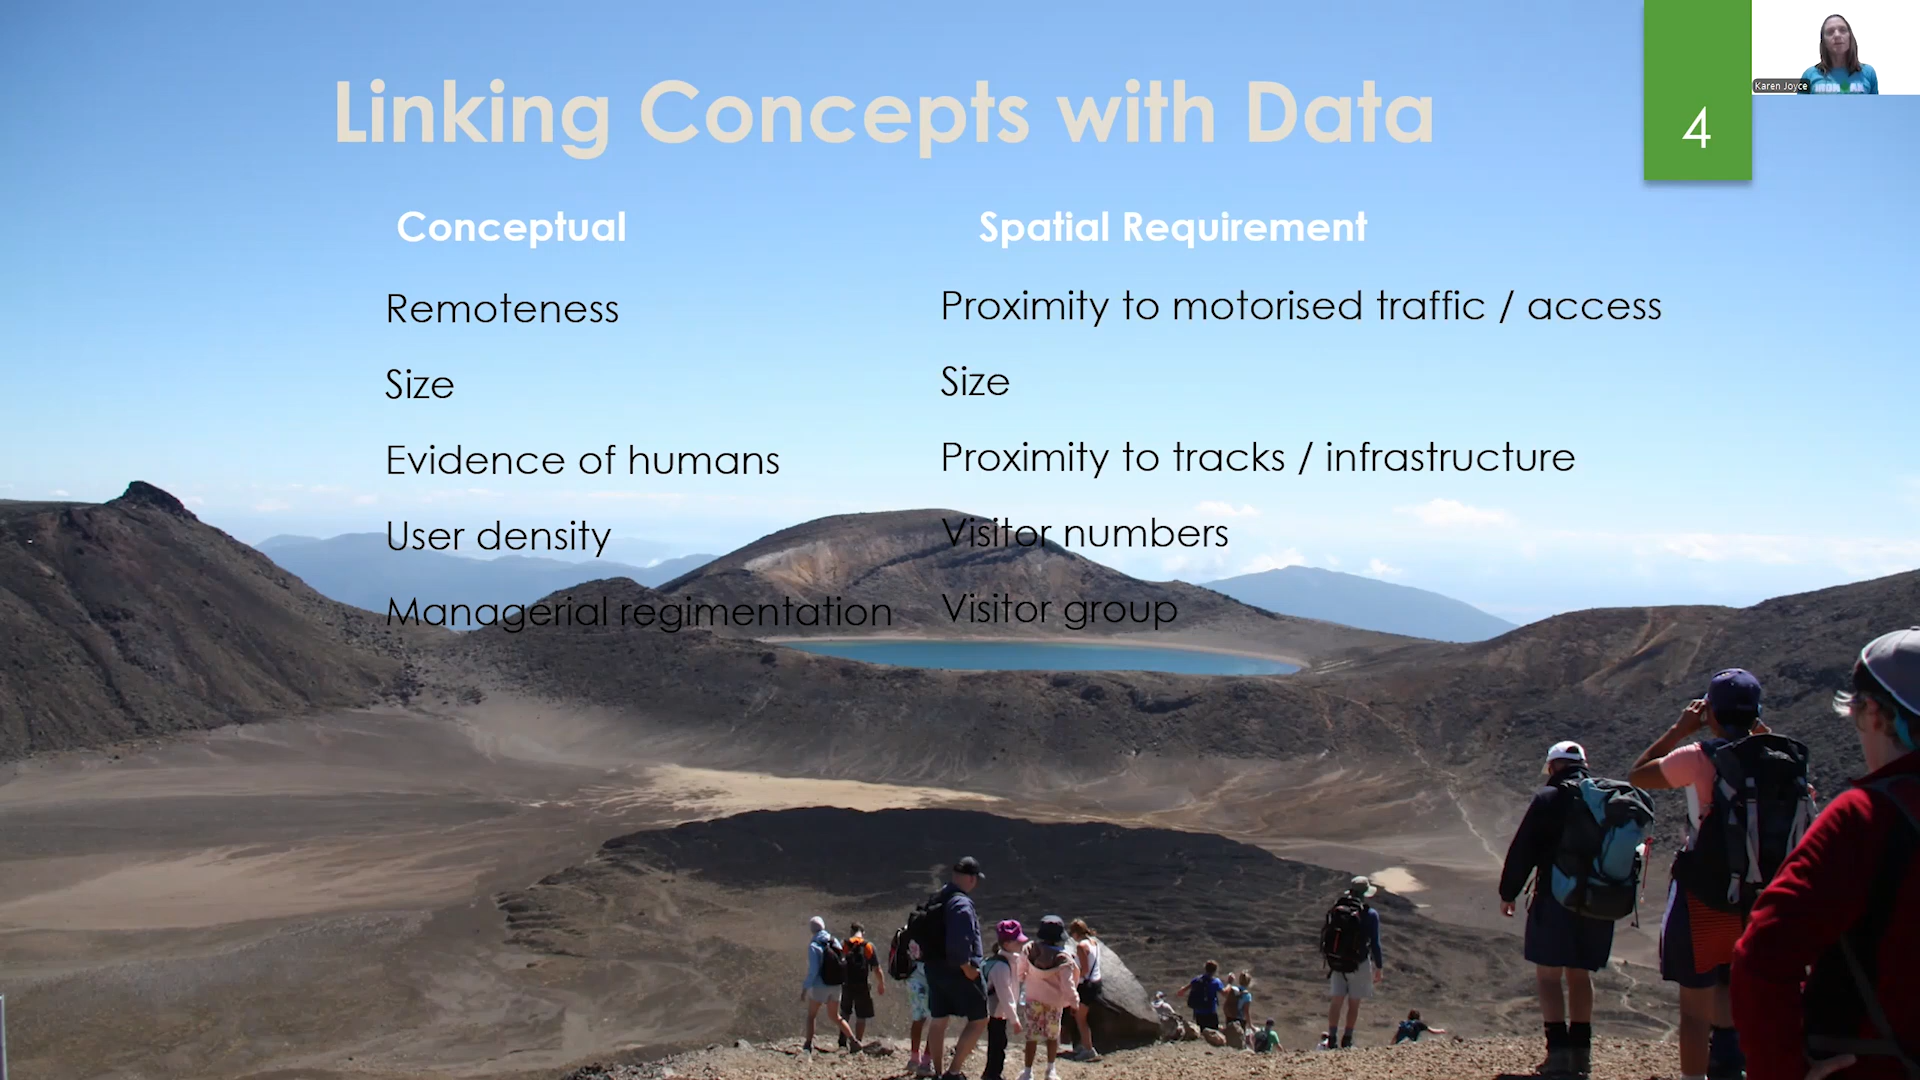 Linking Concepts with Data
4
Karen Joyce
Conceptual
Spatial Requirement
Remoteness
Proximity to motorised traffic / access
Size
Size
Evidence of humans
Proximity to tracks / infrastructure
User density
Visitor numbers
Managerial regimentation
Visitor group